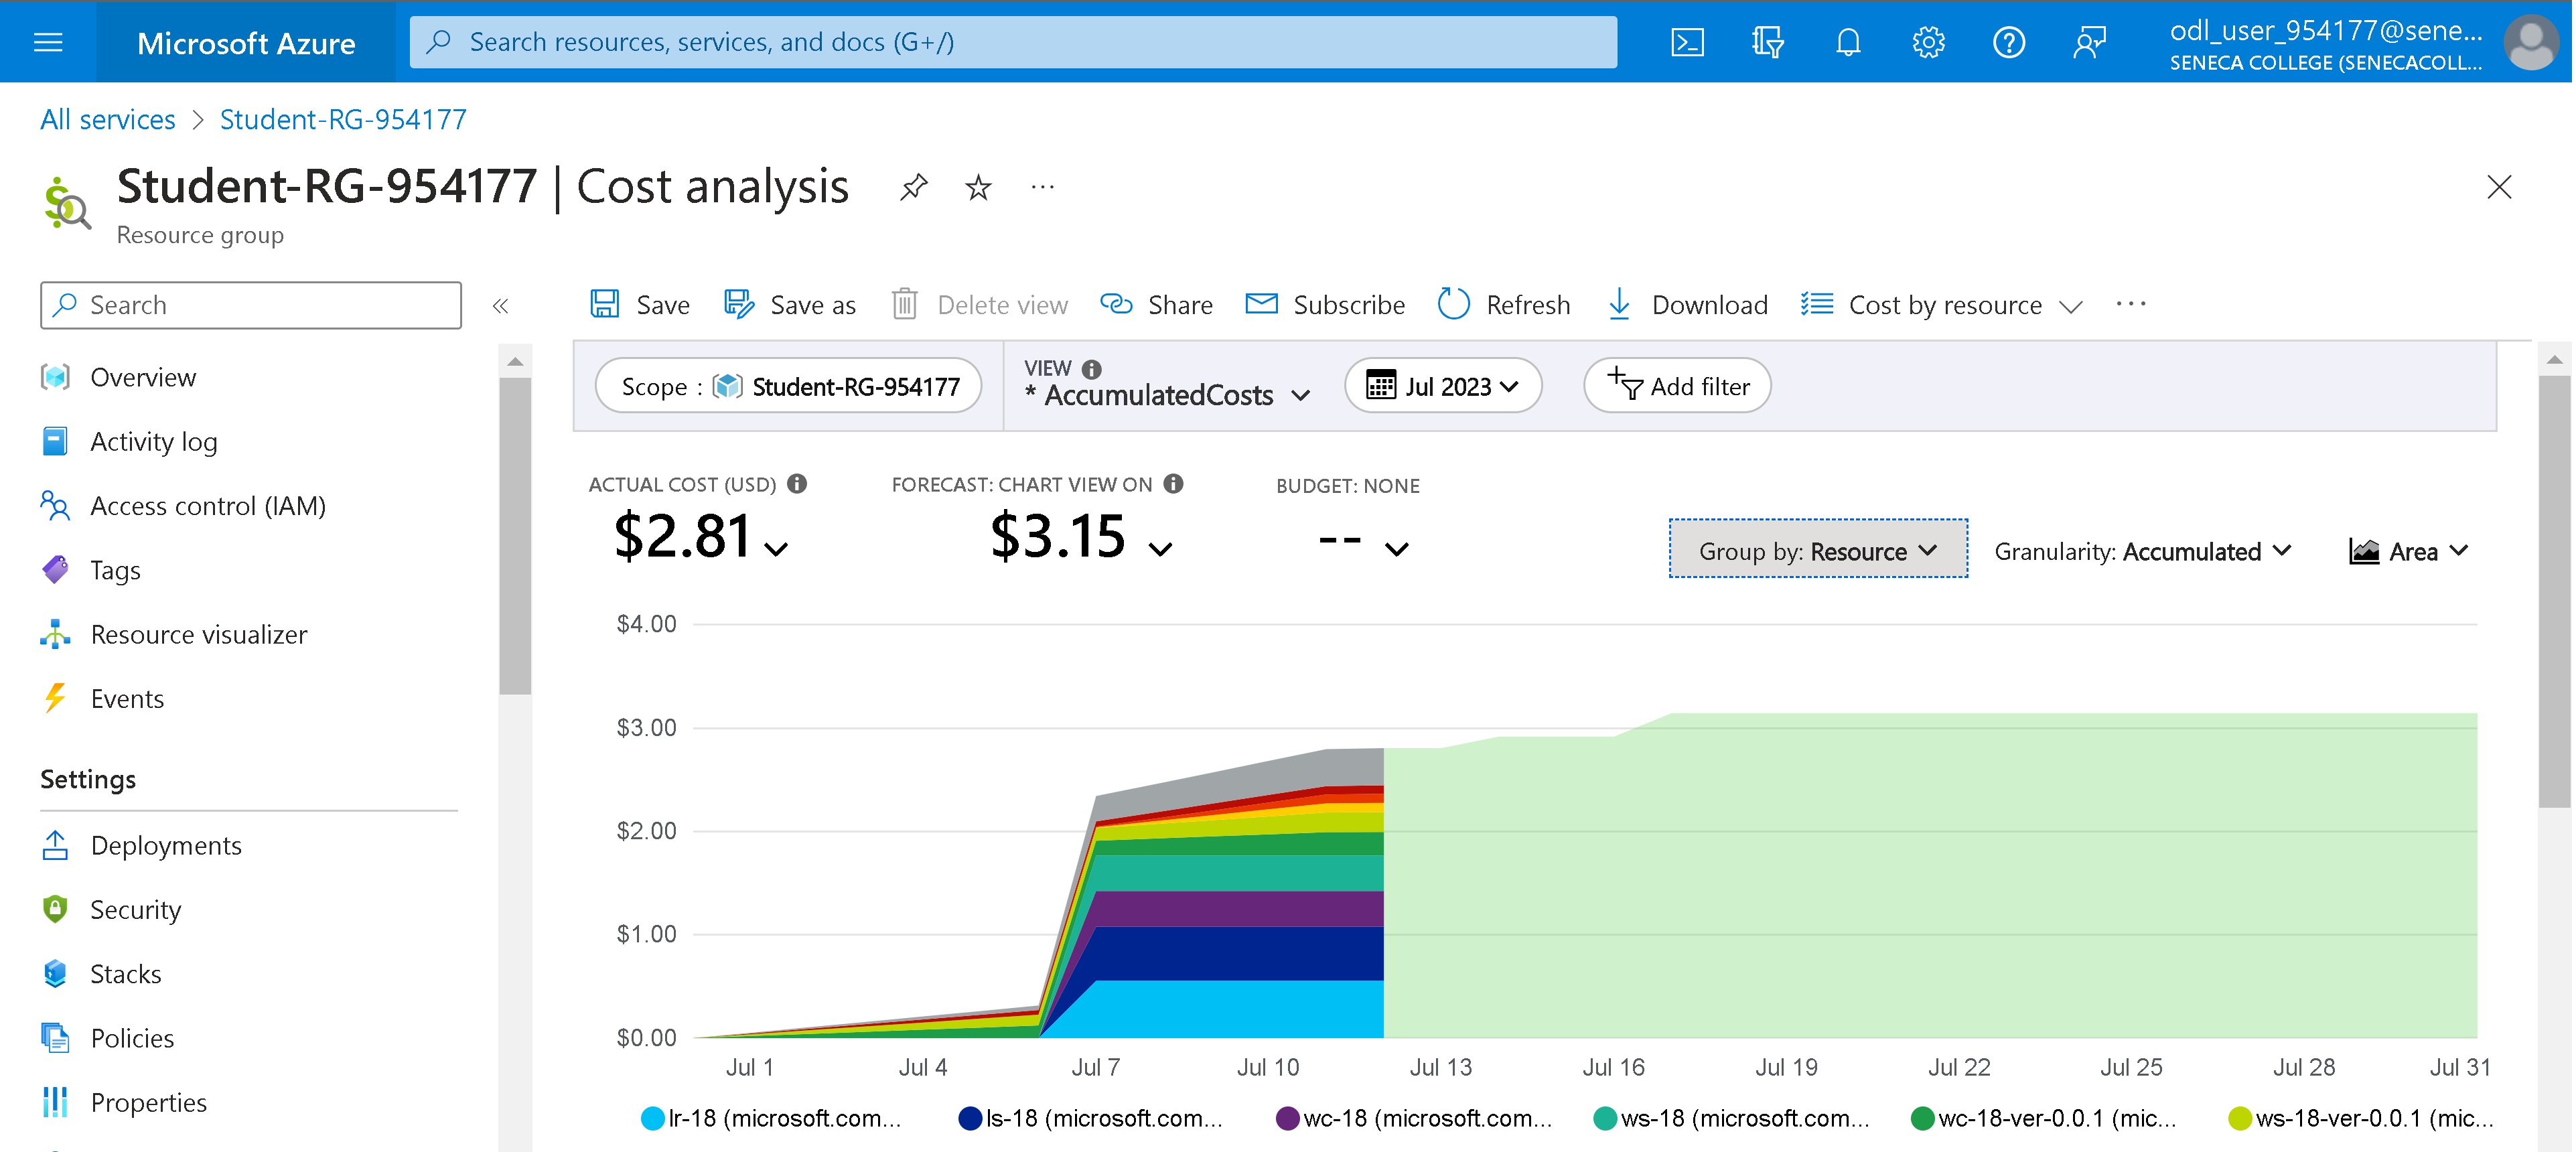 Microsoft Azure
Search resources, services, and docs (G+/)
odl_user_954177@sene...
SENECA COLLEGE (SENECACOLL...
All services > Student-RG-954177
Student-RG-954177 | Cost analysis
Resource group
Search
Save
Save as
Delete view
Share
Subscribe
Refresh
Download
Cost by resource
Overview
Activity log
Access control (IAM)
Tags
Resource visualizer
Events
Settings
Deployments
Security
Stacks
Policies
Properties
Scope : Student-RG-954177
VIEW
* AccumulatedCosts
Jul 2023
Add filter
ACTUAL COST (USD)
$2.81
FORECAST: CHART VIEW ON
$3.15
BUDGET: NONE
--
Group by: Resource
Granularity: Accumulated
Area
$4.00
$3.00
$2.00
$1.00
$0.00
Jul 1 Jul 4 Jul 7 Jul 10 Jul 13 Jul 16 Jul 19 Jul 22 Jul 25 Jul 28 Jul 31
lr-18 (microsoft.com...
ls-18 (microsoft.com...
wc-18 (microsoft.com...
ws-18 (microsoft.com...
wc-18-ver-0.0.1 (mic...
ws-18-ver-0.0.1 (mic...